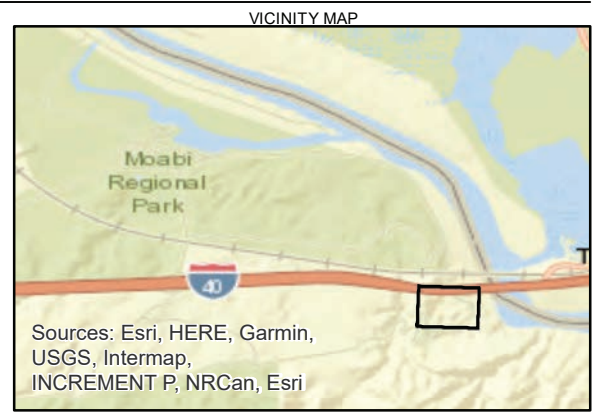 VICINITY MAP
Moabi
Regional
Park
40
T
Sources: Esri, HERE, Garmin,
USGS, Intermap,
INCREMENT P, NRCan, Esri